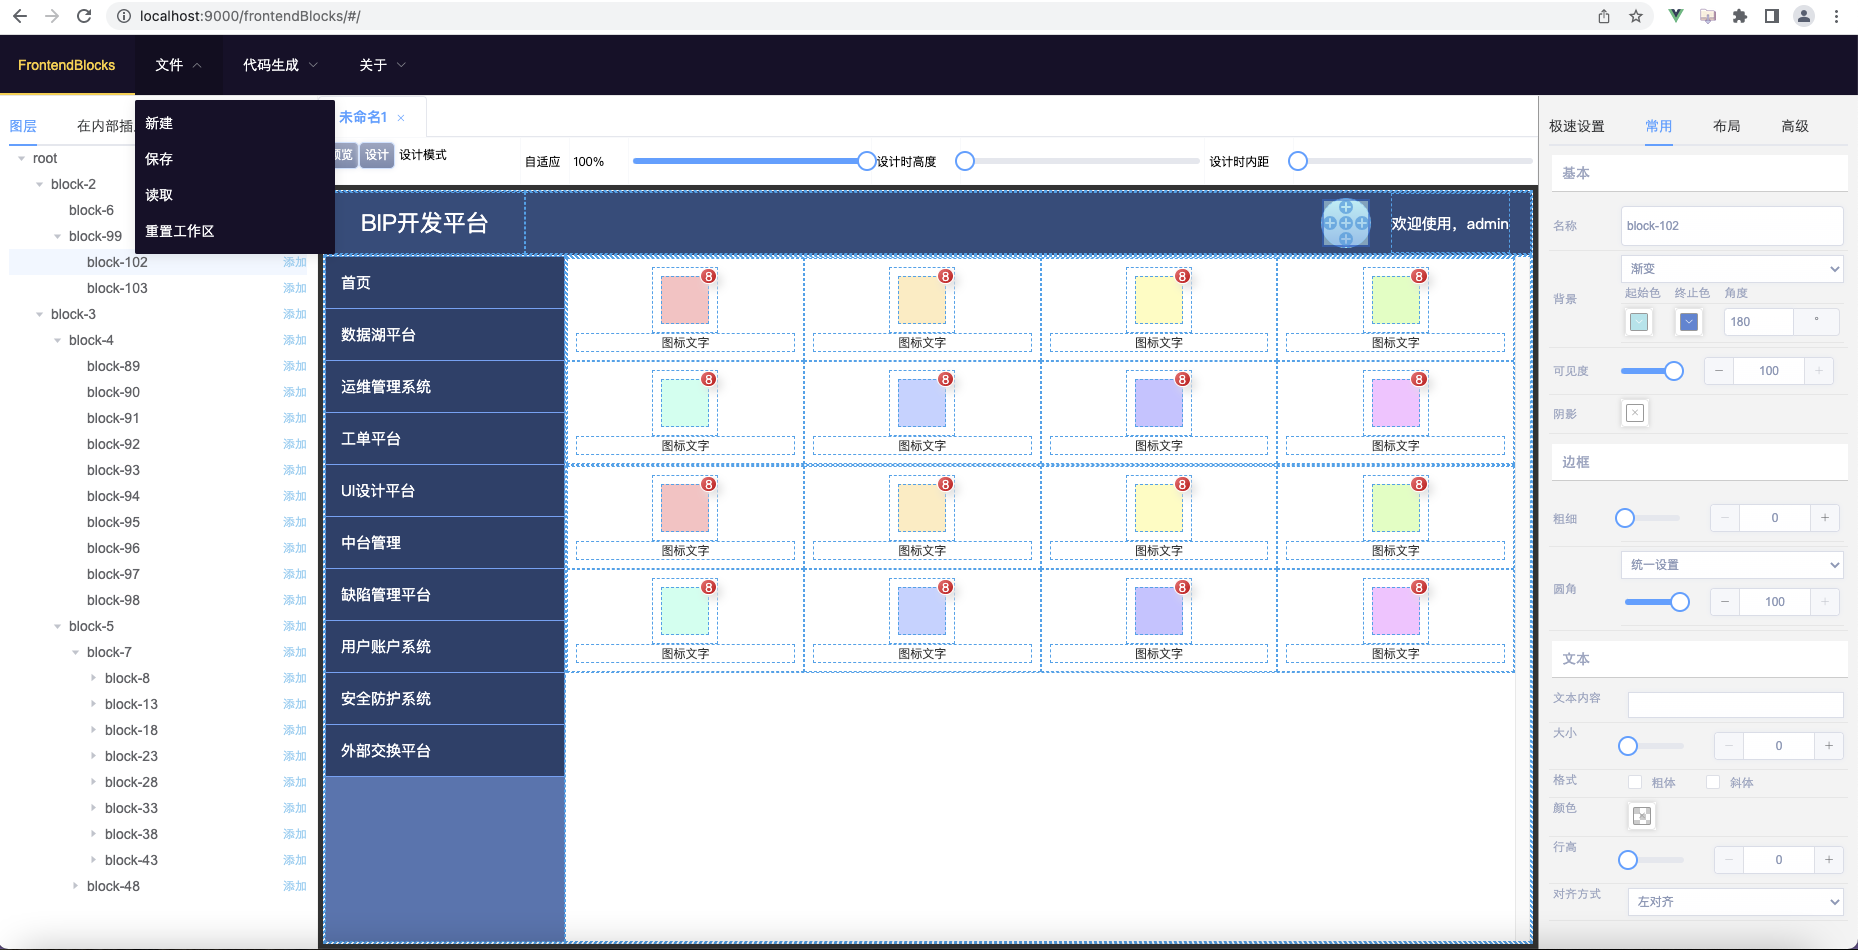 localhost:9000/frontendBlocks/#/
FrontendBlocks 文件 代码生成 关于
新建
保存
读取
重置工作区
图层 在内部插
root
block-2
block-6
block-99
block-102 添加
block-103 添加
block-3 添加
block-4 添加
block-89 添加
block-90 添加
block-91 添加
block-92 添加
block-93 添加
block-94 添加
block-95 添加
block-96 添加
block-97 添加
block-98 添加
block-5 添加
block-7 添加
block-8 添加
block-13 添加
block-18 添加
block-23 添加
block-28 添加
block-33 添加
block-38 添加
block-43 添加
block-48 添加
未命名1
预览 设计 设计模式 自适应 100% 设计时高度 设计时内距
BIP开发平台 欢迎使用，admin
首页
数据湖平台
运维管理系统
工单平台
UI设计平台
中台管理
缺陷管理平台
用户账户系统
安全防护系统
外部交换平台
8 8 8 8
图标文字 图标文字 图标文字 图标文字
8 8 8 8
图标文字 图标文字 图标文字 图标文字
8 8 8 8
图标文字 图标文字 图标文字 图标文字
8 8 8 8
图标文字 图标文字 图标文字 图标文字
极速设置 常用 布局 高级
基本
名称 block-102
背景 渐变
起始色 终止色 角度
180 °
可见度 − 100 +
阴影
边框
粗细 − 0 +
圆角 统一设置
− 100 +
文本
文本内容
大小 − 0 +
格式 粗体 斜体
颜色
行高 − 0 +
对齐方式 左对齐